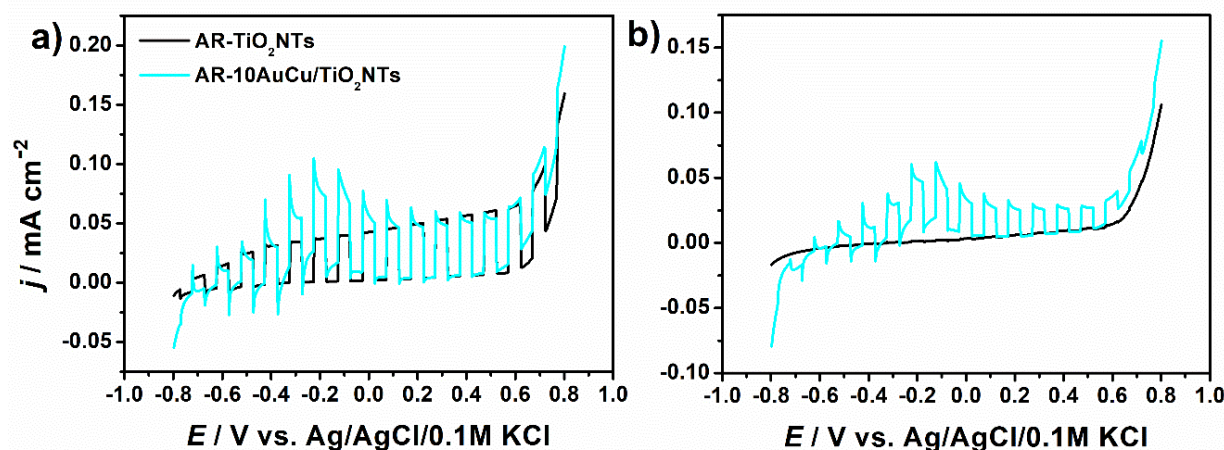 a)
AR-TiO₂NTs
AR-10AuCu/TiO₂NTs
0.20
0.15
0.10
0.05
0.00
-0.05
j / mA cm⁻²
-1.0 -0.8 -0.6 -0.4 -0.2 0.0 0.2 0.4 0.6 0.8 1.0
E / V vs. Ag/AgCl/0.1M KCl
b)
0.15
0.10
0.05
0.00
-0.05
-0.10
-1.0 -0.8 -0.6 -0.4 -0.2 0.0 0.2 0.4 0.6 0.8 1.0
E / V vs. Ag/AgCl/0.1M KCl